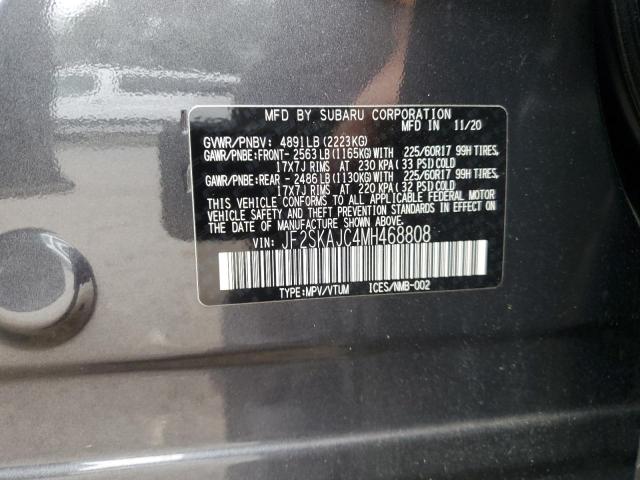 MFD BY SUBARU CORPORATION
MFD IN 11/20
GVWR/PNBV: 4891LB(2223KG)
GAWR/PNBE:FRONT-2563LB(1165KG)WITH 225/60R17 99H TIRES,
17X7J RIMS AT 230 KPA(33 PSI)COLD
GAWR/PNBE:REAR -2486LB(1130KG)WITH 225/60R17 99H TIRES,
17X7J RIMS AT 220 KPA(32 PSI)COLD
THIS VEHICLE CONFORMS TO ALL APPLICABLE FEDERAL MOTOR
VEHICLE SAFETY AND THEFT PREVENTION STANDARDS IN EFFECT ON
THE DATE OF MANUFACTURE SHOWN ABOVE.
VIN: JF2SKAJC4MH468808
TYPE:MPV/VTUM ICES/NMB-002